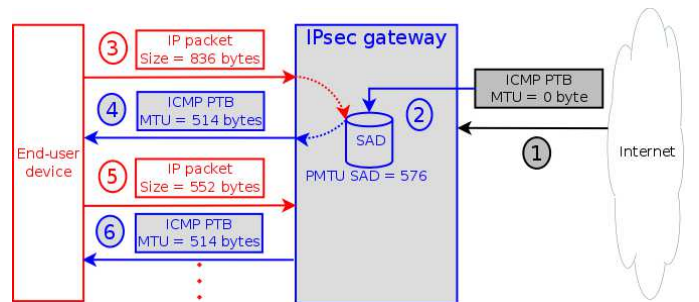 3
IP packet
Size = 836 bytes
IPsec gateway
4
ICMP PTB
MTU = 514 bytes
2
ICMP PTB
MTU = 0 byte
SAD
1
End-user
device
Internet
5
IP packet
Size = 552 bytes
PMTU SAD = 576
6
ICMP PTB
MTU = 514 bytes